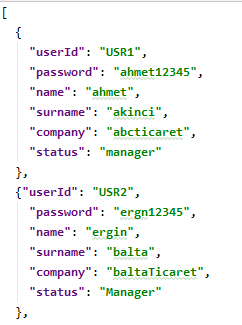 [
{
"userId": "USR1",
"password": "ahmet12345",
"name": "ahmet",
"surname": "akinci",
"company": "abcticaret",
"status": "manager"
},
{"userId": "USR2",
"password": "ergn12345",
"name": "ergin",
"surname": "balta",
"company": "baltaTicaret",
"status": "Manager"
},